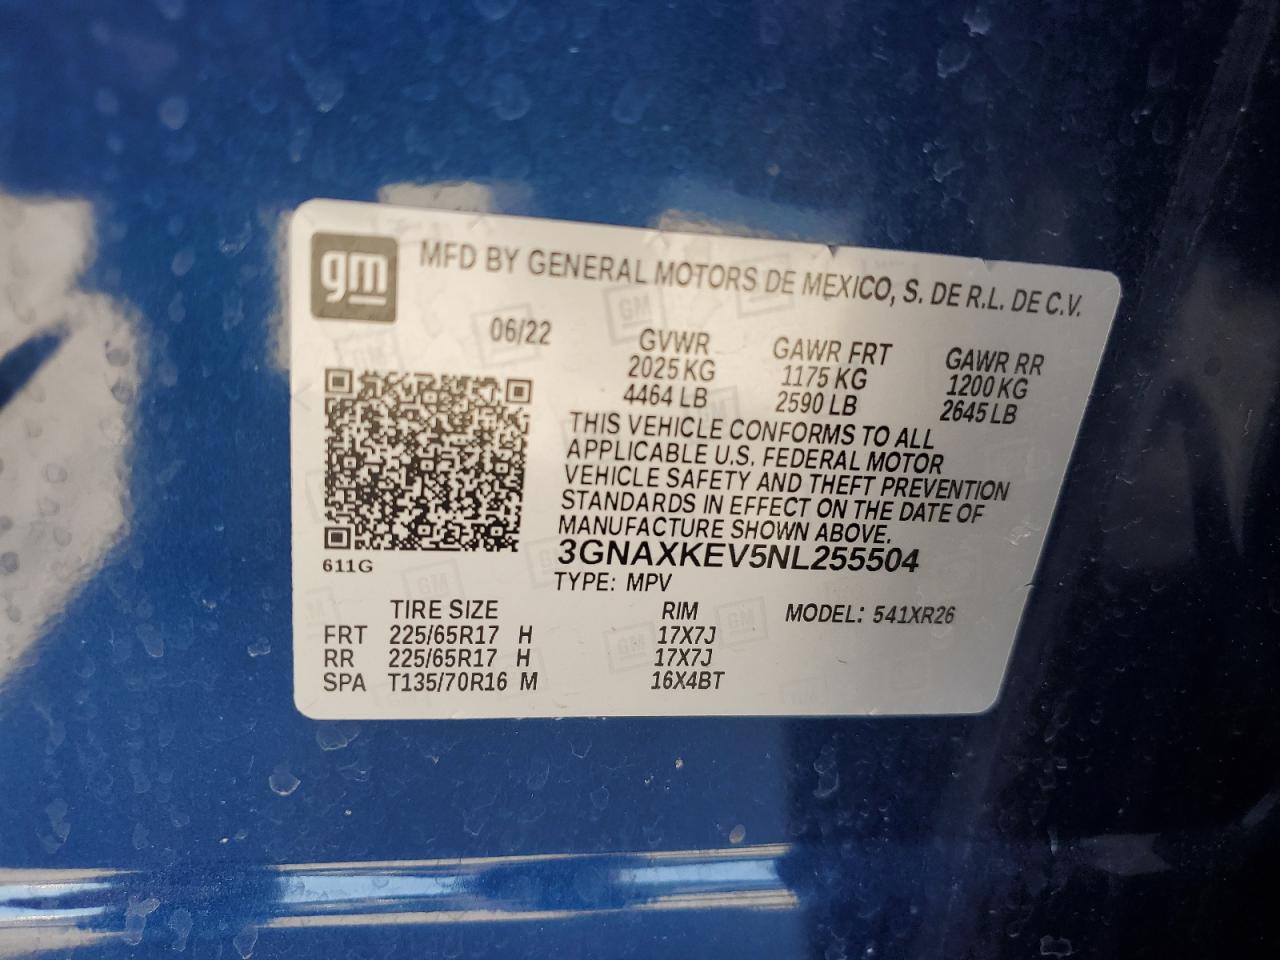 gm
MFD BY GENERAL MOTORS DE MEXICO, S. DE R.L. DE C.V.
06/22 GVWR GAWR FRT GAWR RR
2025 KG 1175 KG 1200 KG
4464 LB 2590 LB 2645 LB
THIS VEHICLE CONFORMS TO ALL
APPLICABLE U.S. FEDERAL MOTOR
VEHICLE SAFETY AND THEFT PREVENTION
STANDARDS IN EFFECT ON THE DATE OF
MANUFACTURE SHOWN ABOVE.
3GNAXKEV5NL255504
611G
TYPE: MPV
TIRE SIZE RIM MODEL: 541XR26
FRT 225/65R17 H 17X7J
RR 225/65R17 H 17X7J
SPA T135/70R16 M 16X4BT